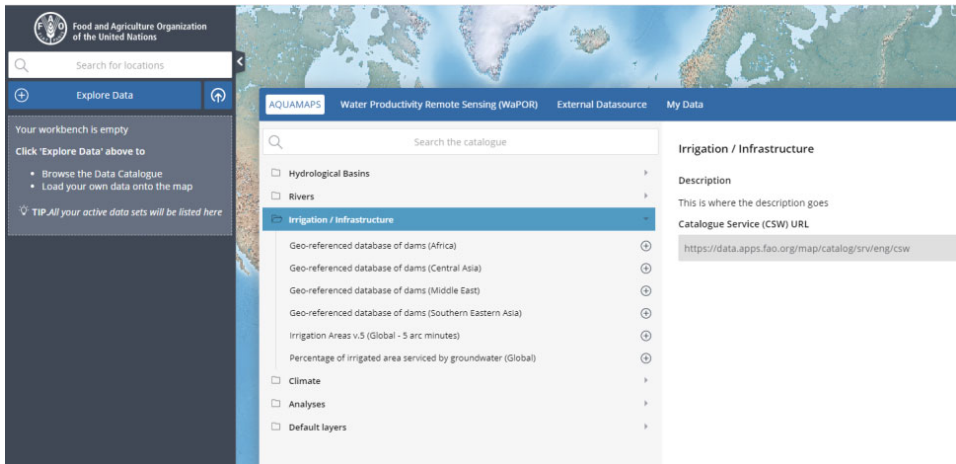 Food and Agriculture Organization
of the United Nations
Search for locations
Explore Data
Your workbench is empty
Click 'Explore Data' above to
• Browse the Data Catalogue
• Load your own data onto the map
TIP.All your active data sets will be listed here
AQUAMAPS Water Productivity Remote Sensing (WaPOR) External Datasource My Data
Search the catalogue
Hydrological Basins
Rivers
Irrigation / Infrastructure
Geo-referenced database of dams (Africa)
Geo-referenced database of dams (Central Asia)
Geo-referenced database of dams (Middle East)
Geo-referenced database of dams (Southern Eastern Asia)
Irrigation Areas v.5 (Global - 5 arc minutes)
Percentage of irrigated area serviced by groundwater (Global)
Climate
Analyses
Default layers
Irrigation / Infrastructure
Description
This is where the description goes
Catalogue Service (CSW) URL
https://data.apps.fao.org/map/catalog/srv/eng/csw